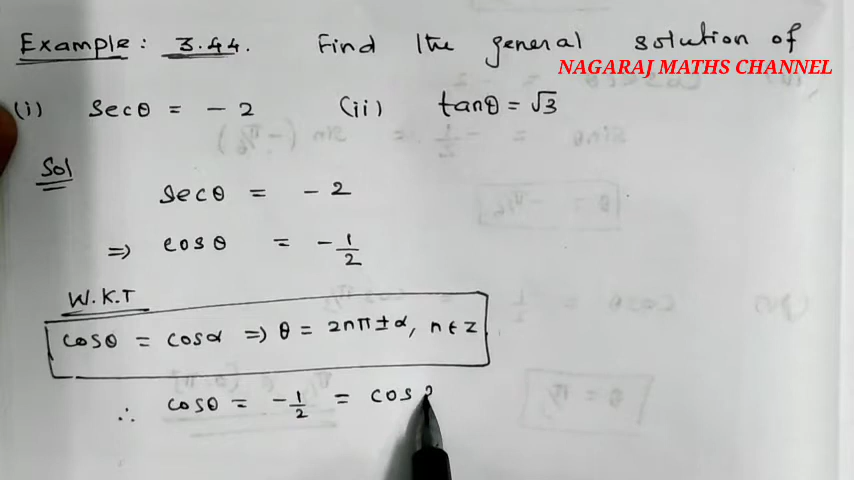 Example: 3.44. Find the general solution of
NAGARAJ MATHS CHANNEL
(i) secθ = -2 (ii) tanθ = √3
Sol
secθ = -2
⇒ cosθ = -1/2
W.K.T
cosθ = cosα ⇒ θ = 2nπ ± α, n ∈ Z
∴ cosθ = -1/2 = cos